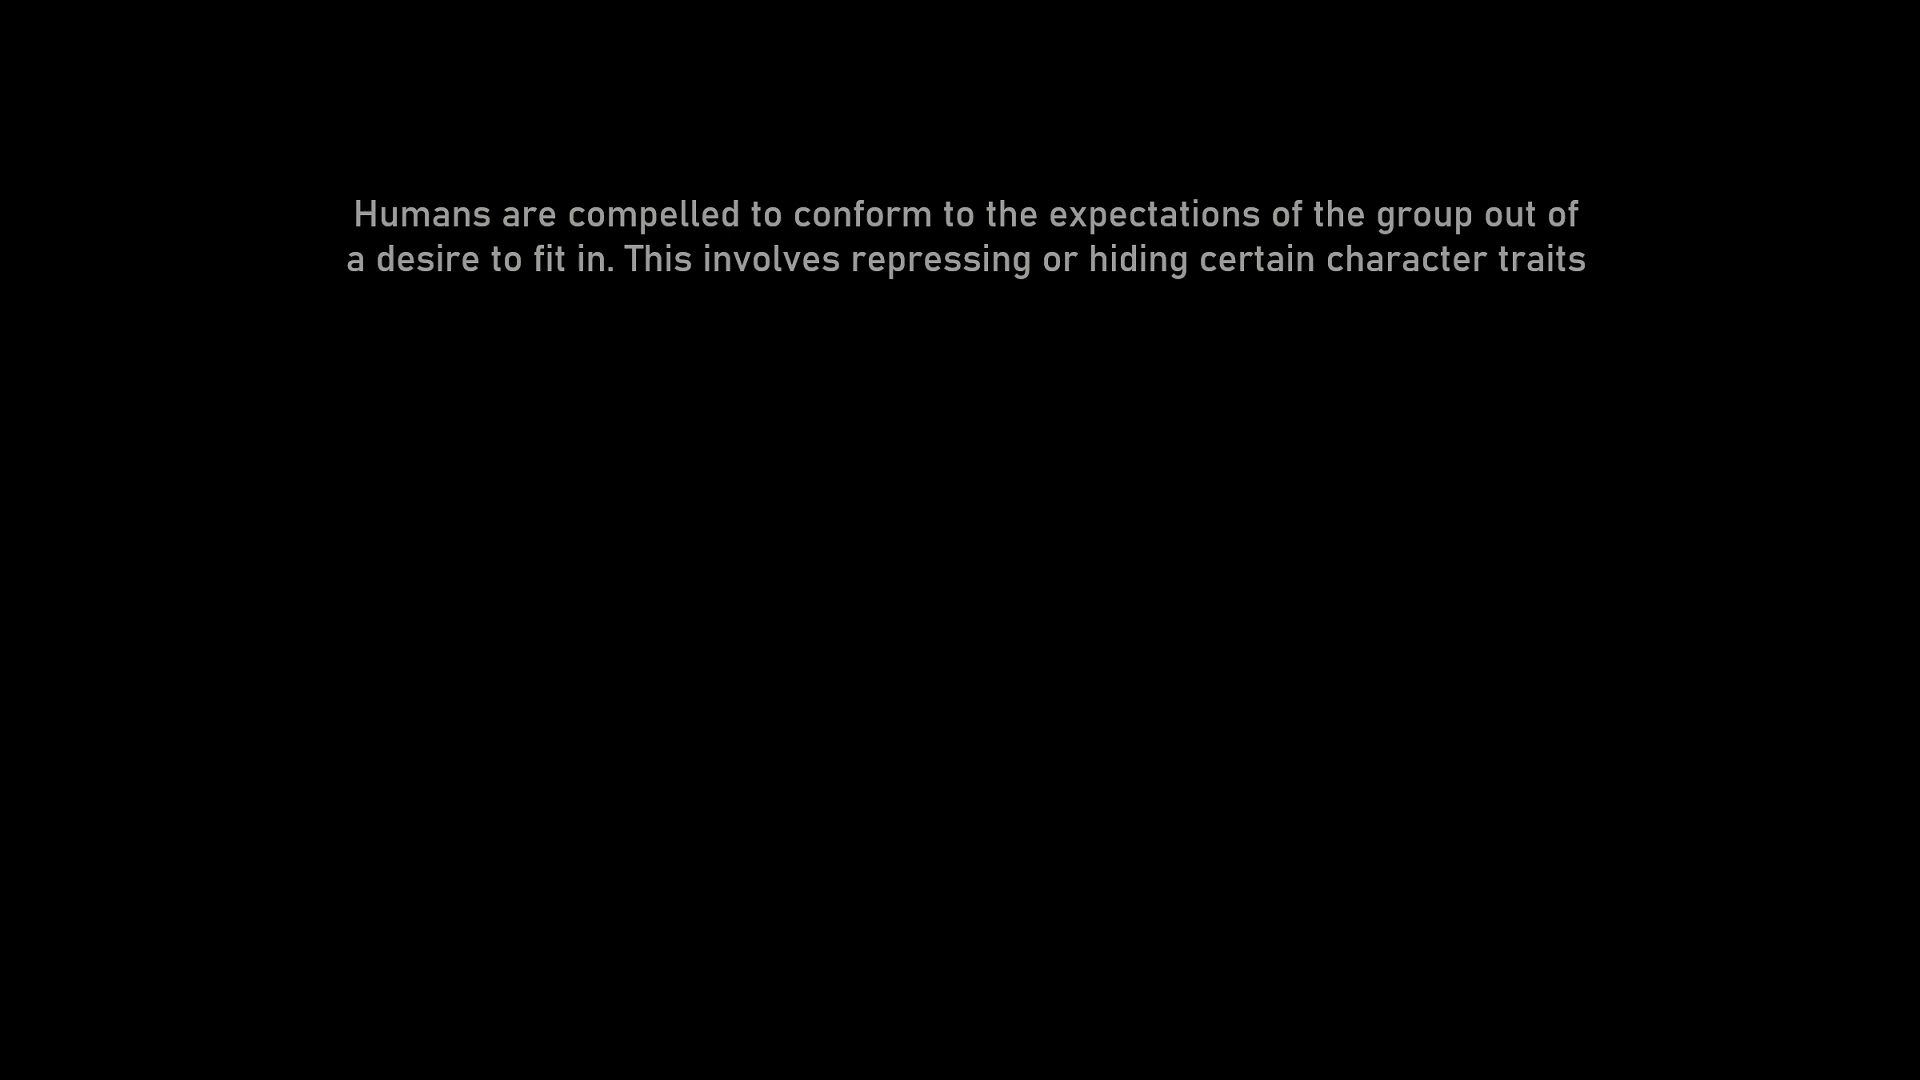 Humans are compelled to conform to the expectations of the group out of
a desire to fit in. This involves repressing or hiding certain character traits